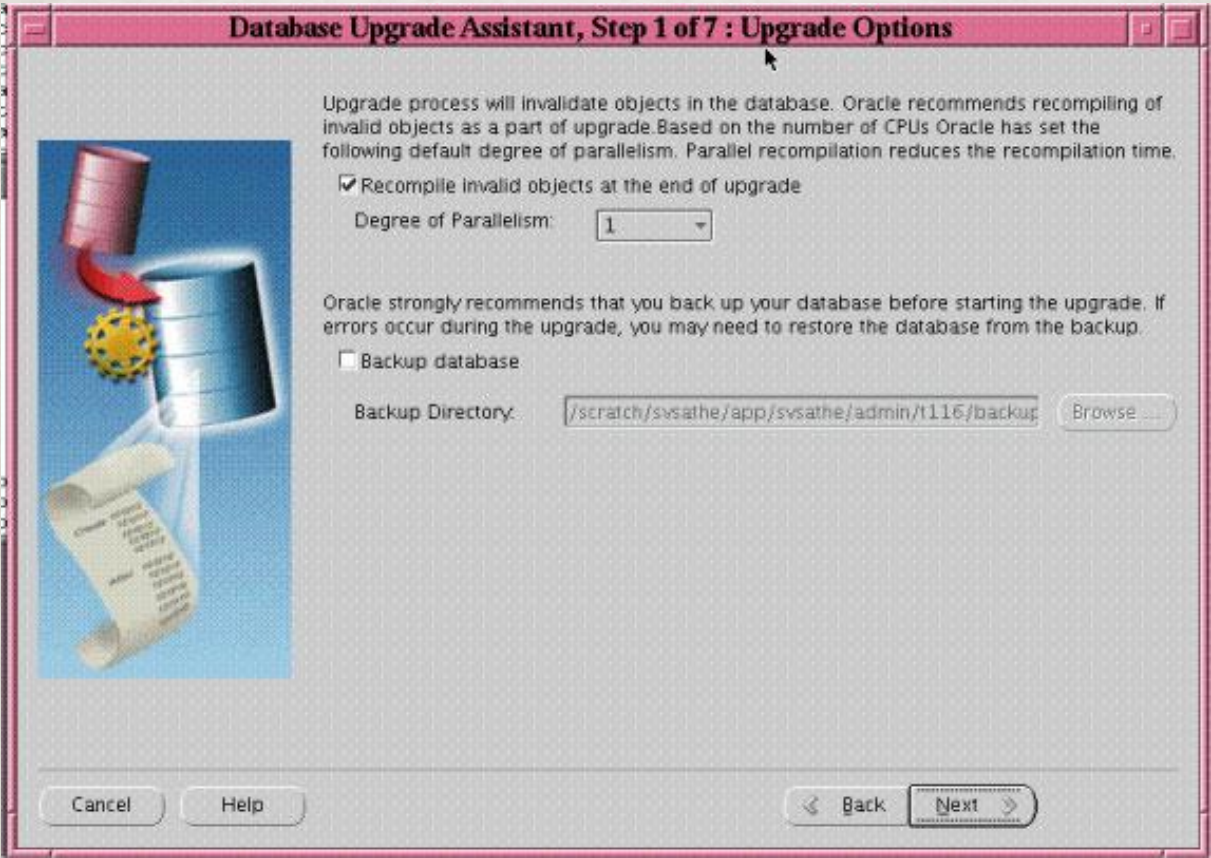 Database Upgrade Assistant, Step 1 of 7 : Upgrade Options
Upgrade process will invalidate objects in the database. Oracle recommends recompiling of
invalid objects as a part of upgrade.Based on the number of CPUs Oracle has set the
following default degree of parallelism. Parallel recompilation reduces the recompilation time.
Recompile invalid objects at the end of upgrade
Degree of Parallelism: 1
Oracle strongly recommends that you back up your database before starting the upgrade. If
errors occur during the upgrade, you may need to restore the database from the backup.
Backup database
Backup Directory: /scratch/svsathe/app/svsathe/admin/t116/backup Browse ...
Cancel Help Back Next